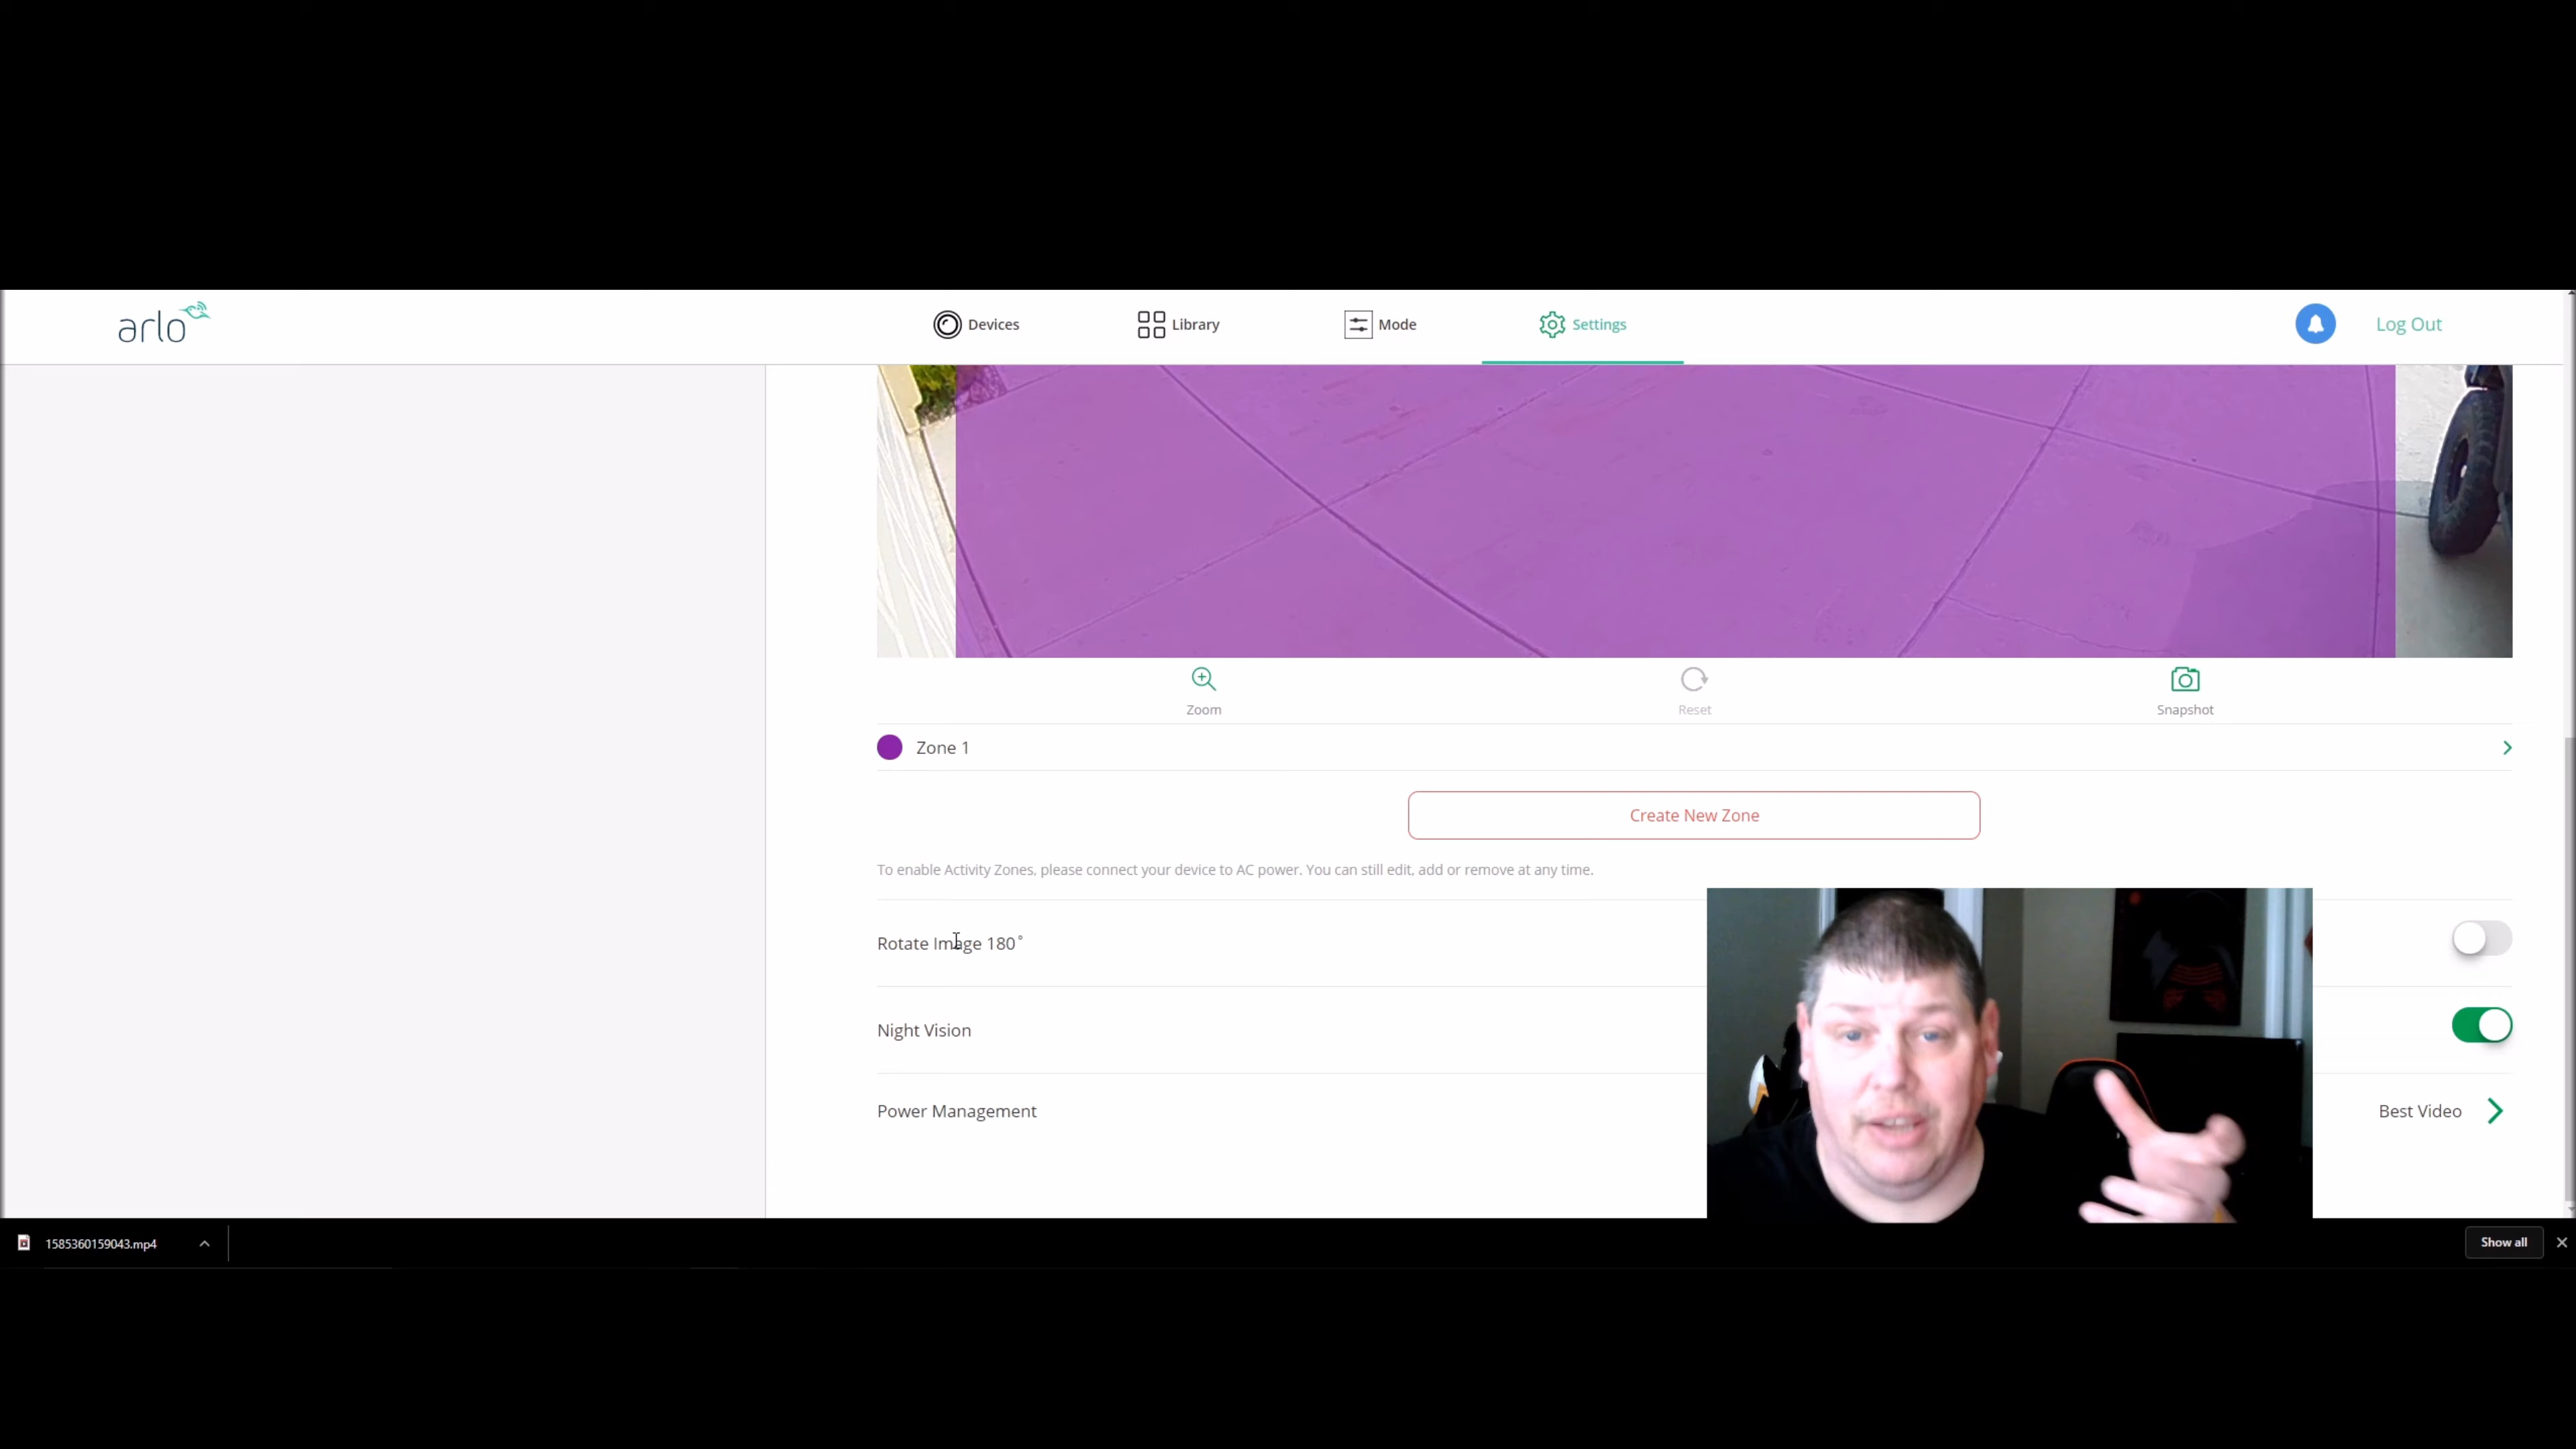 arlo
Devices
Library
Mode
Settings
Log Out
Zoom
Reset
Snapshot
Zone 1
Create New Zone
To enable Activity Zones, please connect your device to AC power. You can still edit, add or remove at any time.
Rotate Image 180°
Night Vision
Power Management
Best Video
1585360159043.mp4
Show all